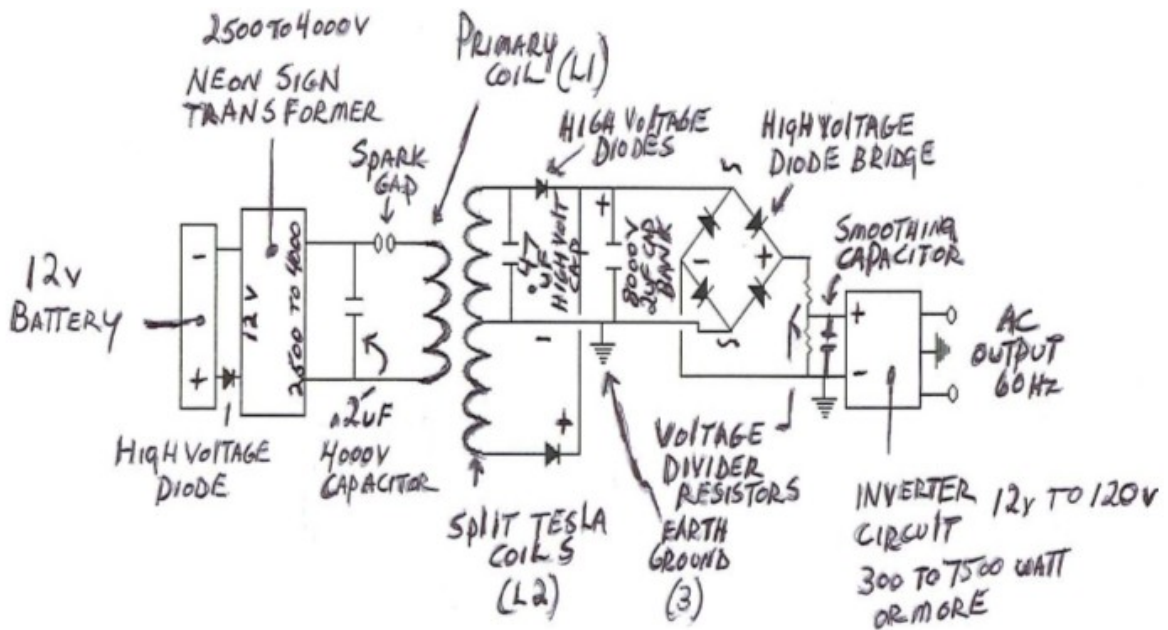 2500 TO 4000V
NEON SIGN
TRANSFORMER
PRIMARY
COIL (L1)
SPARK
GAP
HIGH VOLTAGE
DIODES
HIGH VOLTAGE
DIODE BRIDGE
SMOOTHING
CAPACITOR
12V
BATTERY
-
+
12V
2500 TO 4000
.47
UF
HIGH VOLT
CAP
+
8000V
2UF CAP
BANK
S
-
+
S
+
-
+
AC
OUTPUT
60HZ
-
+
HIGH VOLTAGE
DIODE
.2UF
4000V
CAPACITOR
SPLIT TESLA
COILS
(L2)
EARTH
GROUND
(3)
VOLTAGE
DIVIDER
RESISTORS
INVERTER 12V TO 120V
CIRCUIT
300 TO 7500 WATT
OR MORE